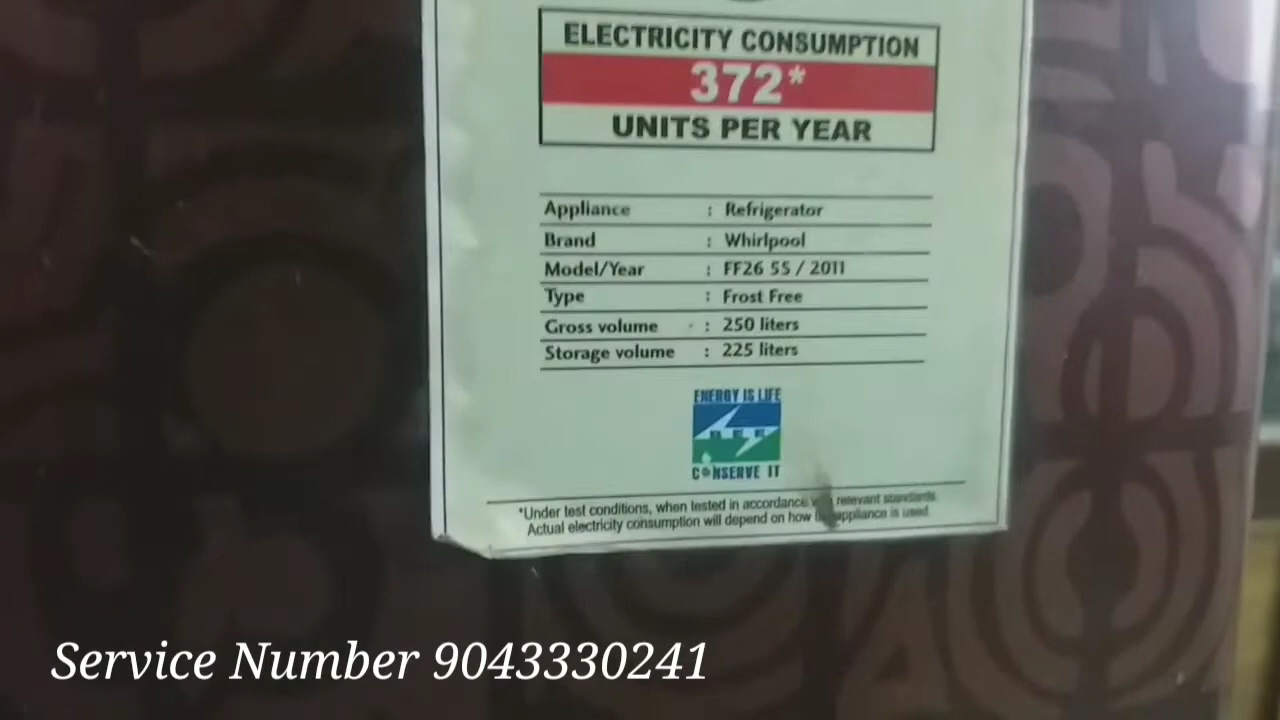 ELECTRICITY CONSUMPTION
372*
UNITS PER YEAR
Appliance : Refrigerator
Brand : Whirlpool
Model/Year : FF26 5S / 2011
Type : Frost Free
Gross volume : 250 liters
Storage volume : 225 liters
ENERGY IS LIFE
BEE
CONSERVE IT
*Under test conditions, when tested in accordance relevant standards.
Actual electricity consumption will depend on how appliance is used.
Service Number 9043330241